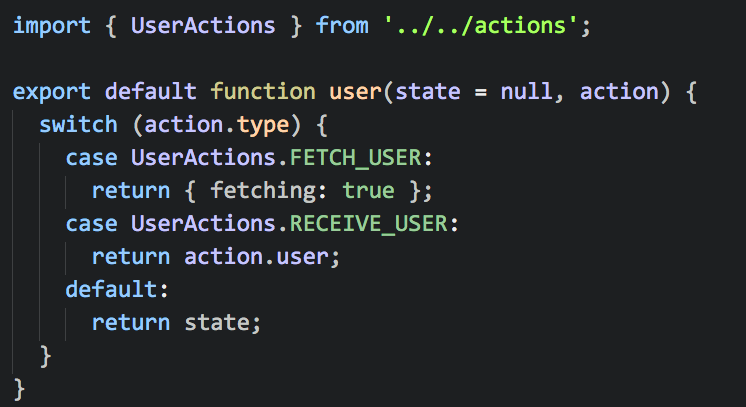 import { UserActions } from '../../actions';
export default function user(state = null, action) {
switch (action.type) {
case UserActions.FETCH_USER:
return { fetching: true };
case UserActions.RECEIVE_USER:
return action.user;
default:
return state;
}
}